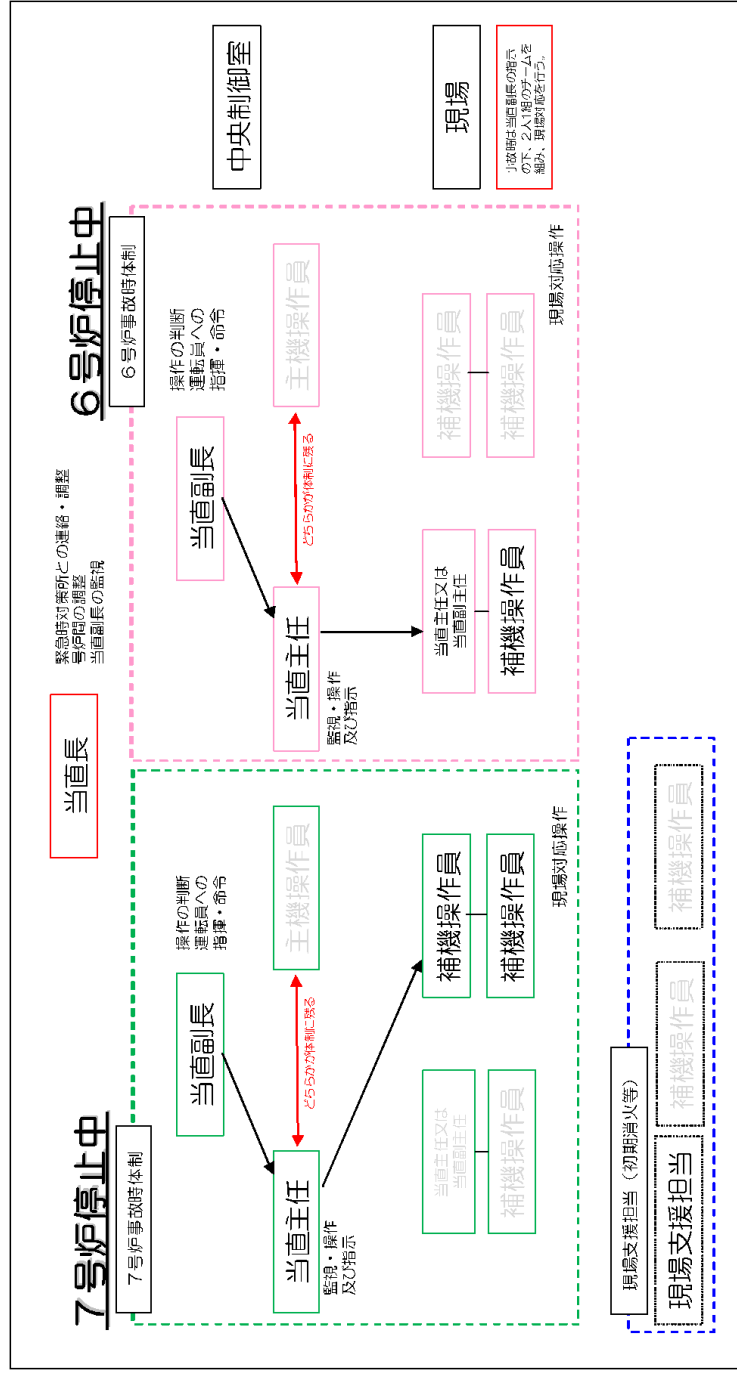 7号炉停止中
7号炉事故時体制
当直長
緊急時対策所との連絡・調整
号炉間の調整
当直副長の監視
6号炉停止中
6号炉事故時体制
当直副長
操作の判断
運転員への
指揮・命令
当直主任
監視・操作
及び指示
どちらかが体制に残る
主機操作員
当直主任又は
当直副主任
補機操作員
補機操作員
補機操作員
現場対応操作
当直副長
操作の判断
運転員への
指揮・命令
当直主任
監視・操作
及び指示
どちらかが体制に残る
主機操作員
当直主任又は
当直副主任
補機操作員
補機操作員
補機操作員
現場対応操作
中央制御室
現場
事故時は当直副長の指示
の下、2人1組のチームを
組み、現場対応を行う。
現場支援担当（初期消火等）
現場支援担当
補機操作員
補機操作員